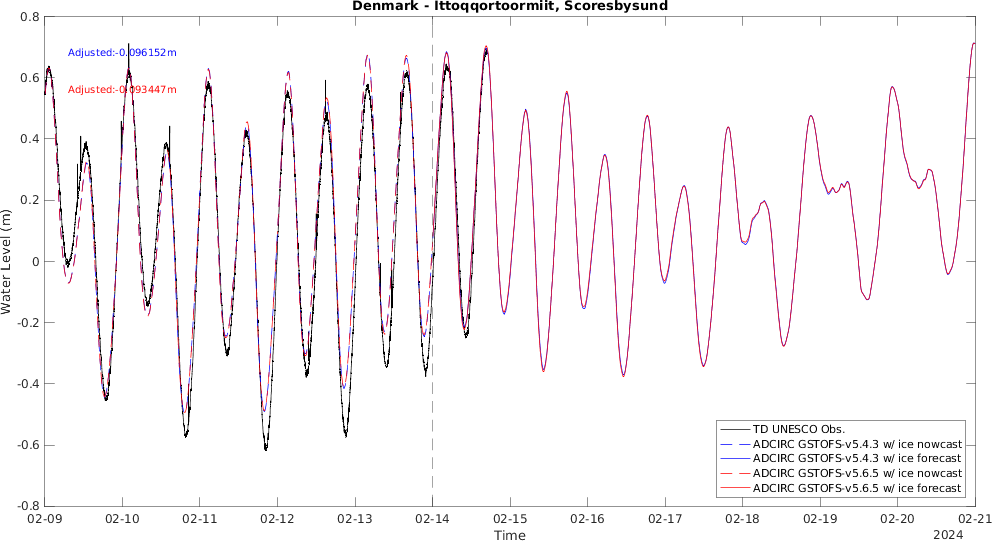 Denmark - Ittoqqortoormiit, Scoresbysund
Adjusted:-0.096152m
Adjusted:-0.093447m
Water Level (m)
0.8
0.6
0.4
0.2
0
-0.2
-0.4
-0.6
-0.8
TD UNESCO Obs.
ADCIRC GSTOFS-v5.4.3 w/ ice nowcast
ADCIRC GSTOFS-v5.4.3 w/ ice forecast
ADCIRC GSTOFS-v5.6.5 w/ ice nowcast
ADCIRC GSTOFS-v5.6.5 w/ ice forecast
02-09 02-10 02-11 02-12 02-13 02-14 02-15 02-16 02-17 02-18 02-19 02-20 02-21
Time
2024